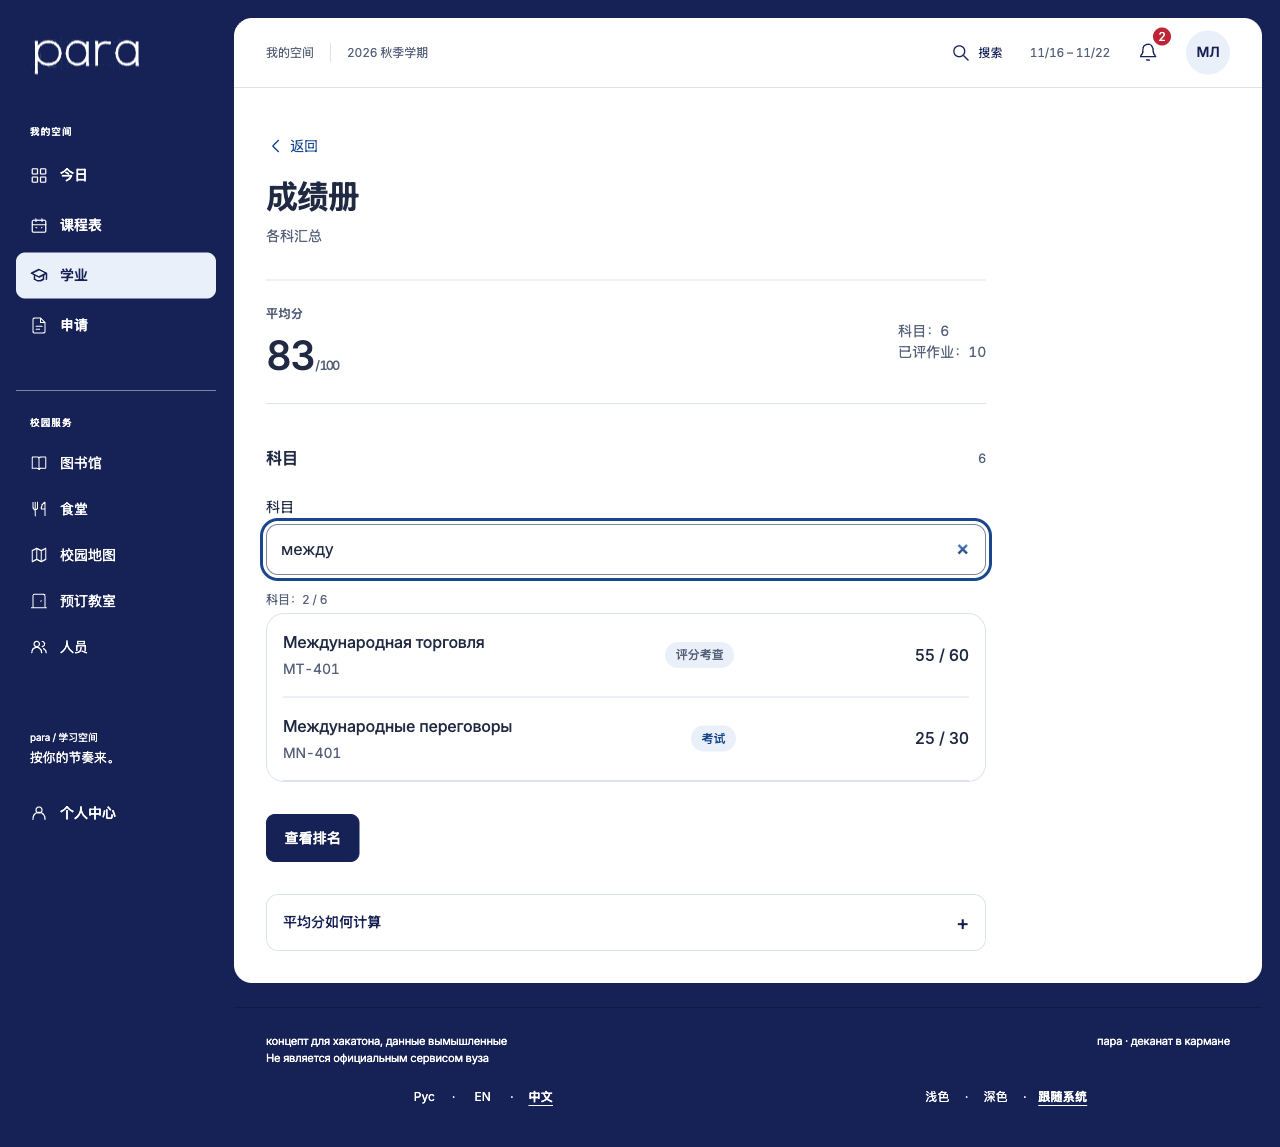 para
我的空间
今日
课程表
学业
申请
校园服务
图书馆
食堂
校园地图
预订教室
人员
para / 学习空间
按你的节奏来。
个人中心
我的空间
2026 秋季学期
搜索
11/16 – 11/22
2
МЛ
返回
成绩册
各科汇总
平均分
83/100
科目：6
已评作业：10
科目
6
科目
между
×
科目：2 / 6
Международная торговля
MT-401
评分考查
55 / 60
Международные переговоры
MN-401
考试
25 / 30
查看排名
平均分如何计算
+
концепт для хакатона, данные вымышленные
Не является официальным сервисом вуза
пара · деканат в кармане
Рус · EN · 中文
浅色 · 深色 · 跟随系统